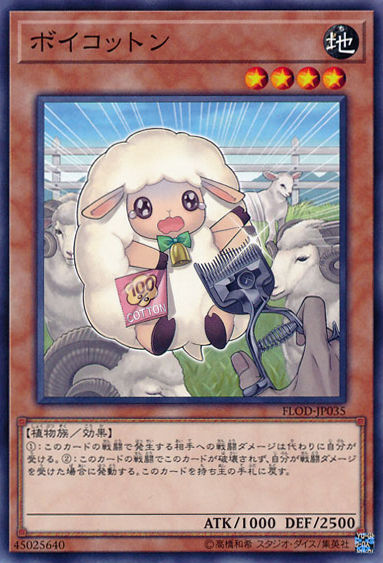 ボイコットン
地
100%
COTTON
FLOD-JP035
【植物族/効果】
①:このカードの戦闘で発生する相手への戦闘ダメージは代わりに自分が
受ける。②:このカードの戦闘でこのカードが破壊されず、自分が戦闘ダメージ
を受けた場合に発動する。このカードを持ち主の手札に戻す。
ATK/1000 DEF/2500
45025640
©高橋和希 スタジオ・ダイス/集英社